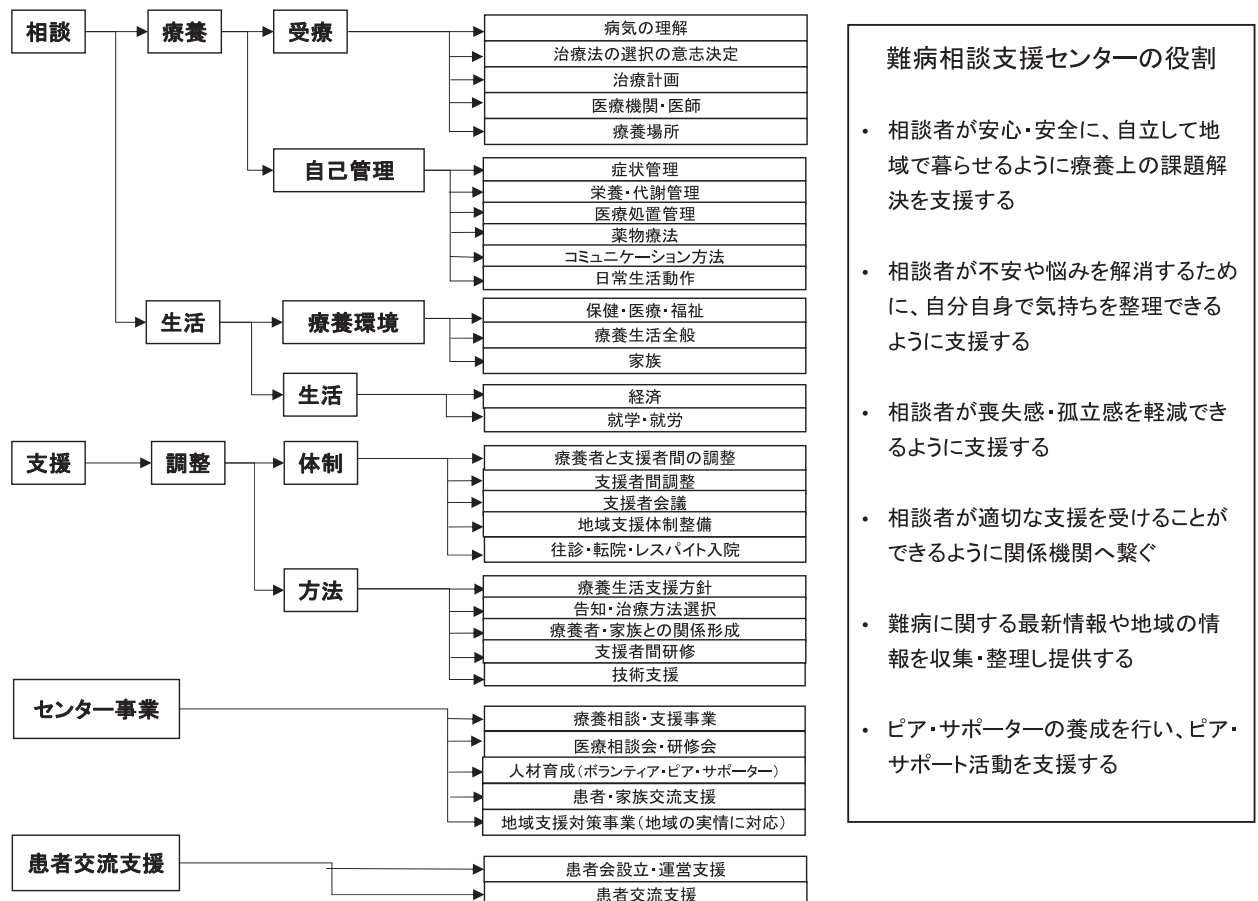 相談
療養
受療
病気の理解
治療法の選択の意志決定
治療計画
医療機関・医師
療養場所
自己管理
症状管理
栄養・代謝管理
医療処置管理
薬物療法
コミュニケーション方法
日常生活動作
生活
療養環境
保健・医療・福祉
療養生活全般
家族
生活
経済
就学・就労
支援
調整
体制
療養者と支援者間の調整
支援者間調整
支援者会議
地域支援体制整備
往診・転院・レスパイト入院
方法
療養生活支援方針
告知・治療方法選択
療養者・家族との関係形成
支援者間研修
技術支援
センター事業
療養相談・支援事業
医療相談会・研修会
人材育成(ボランティア・ピア・サポーター)
患者・家族交流支援
地域支援対策事業(地域の実情に対応)
患者交流支援
患者会設立・運営支援
患者交流支援
難病相談支援センターの役割
・ 相談者が安心・安全に、自立して地
域で暮らせるように療養上の課題解
決を支援する
・ 相談者が不安や悩みを解消するため
に、自分自身で気持ちを整理できる
ように支援する
・ 相談者が喪失感・孤立感を軽減でき
るように支援する
・ 相談者が適切な支援を受けることが
できるように関係機関へ繋ぐ
・ 難病に関する最新情報や地域の情
報を収集・整理し提供する
・ ピア・サポーターの養成を行い、ピア・
サポート活動を支援する